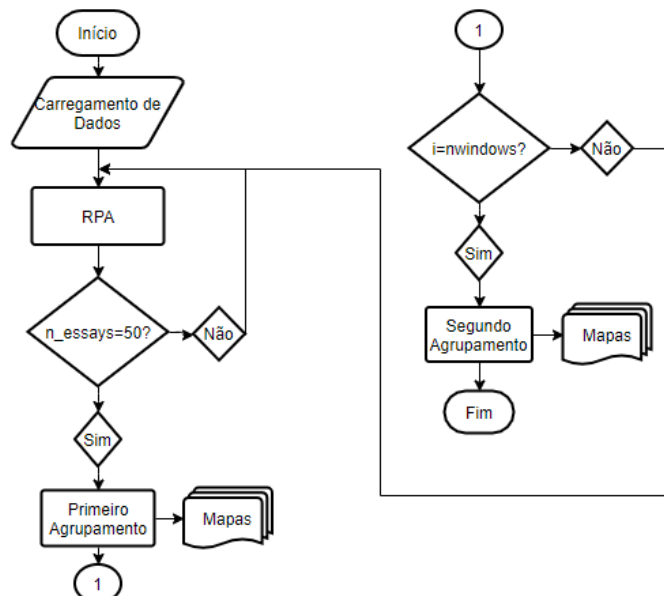 Início
Carregamento de
Dados
RPA
n_essays=50?
Não
Sim
Primeiro
Agrupamento
Mapas
1
1
i=nwindows?
Não
Sim
Segundo
Agrupamento
Mapas
Fim